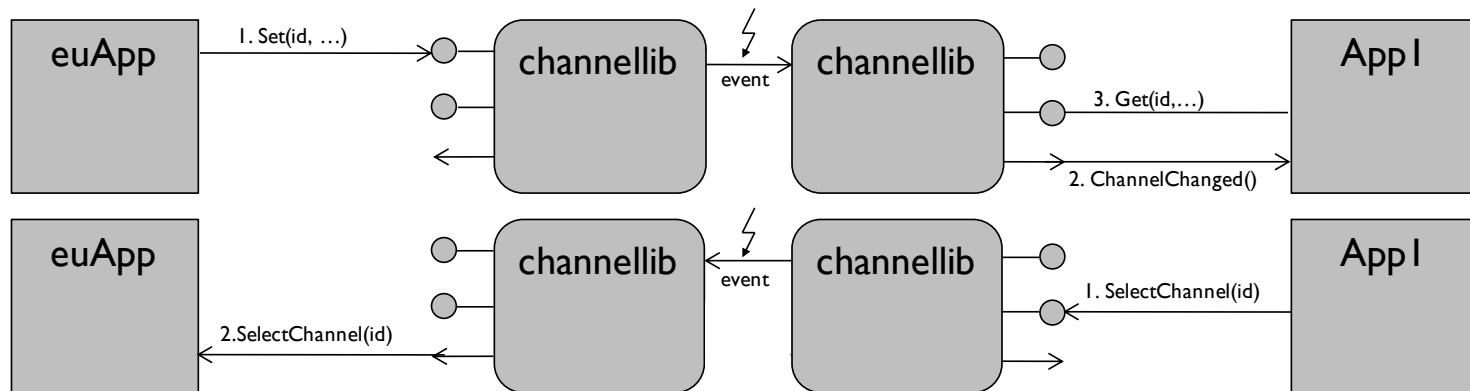 euApp
1. Set(id, …)
channellib
event
channellib
3. Get(id,…)
2. ChannelChanged()
App1
euApp
2.SelectChannel(id)
channellib
event
channellib
1. SelectChannel(id)
App1